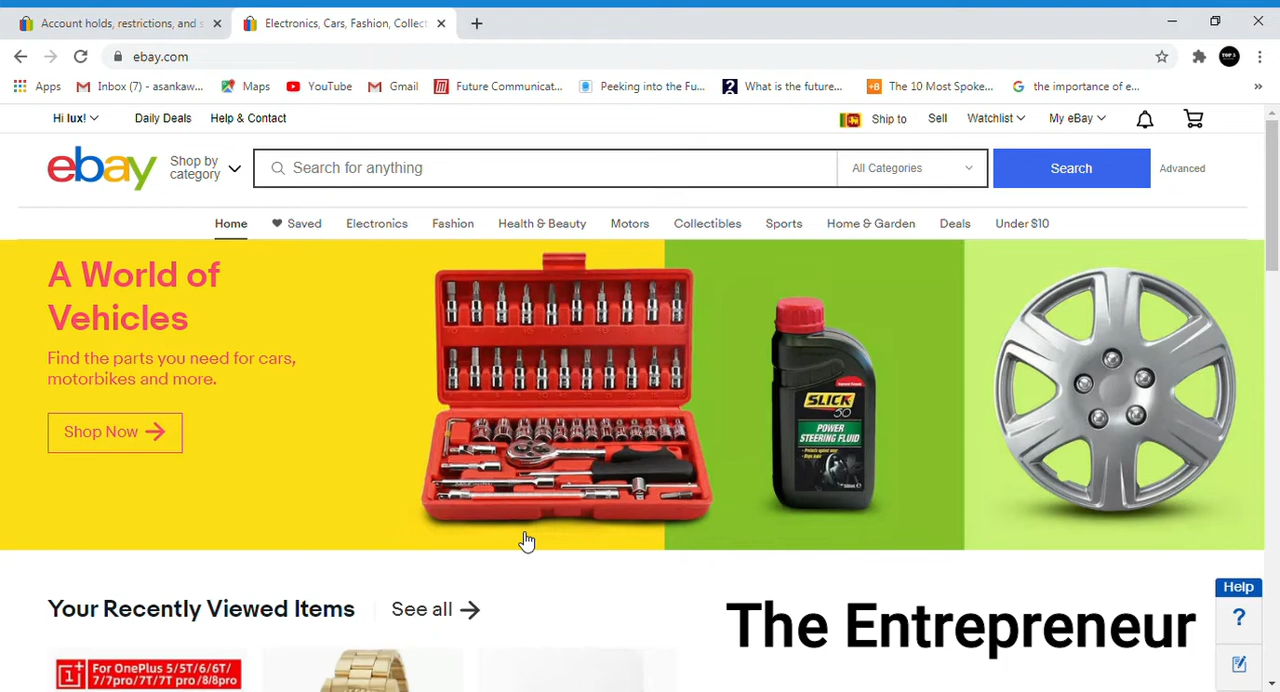 Account holds, restrictions, and s
Electronics, Cars, Fashion, Collect
ebay.com
TOP 5
Apps
Inbox (7) - asankaw...
Maps
YouTube
Gmail
Future Communicat...
Peeking into the Fu...
What is the future...
+B
The 10 Most Spoke...
the importance of e...
»
Hi lux!
Daily Deals
Help & Contact
Ship to
Sell
Watchlist
My eBay
ebay
Shop by
category
Search for anything
All Categories
Search
Advanced
Home
Saved
Electronics
Fashion
Health & Beauty
Motors
Collectibles
Sports
Home & Garden
Deals
Under $10
A World of
Vehicles
Find the parts you need for cars,
motorbikes and more.
Shop Now
SLICK
50
POWER
STEERING FLUID
Your Recently Viewed Items
See all
The Entrepreneur
Help
?
For OnePlus 5/5T/6/6T/
7/7pro/7T/7T pro/8/8pro